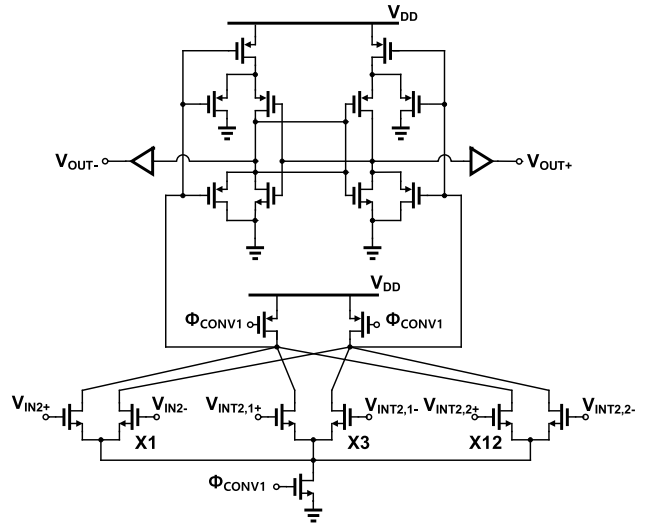 VDD
VOUT-
VOUT+
VDD
ΦCONV1
ΦCONV1
VIN2+
VIN2-
VINT2,1+
VINT2,1-
VINT2,2+
VINT2,2-
X1
X3
X12
ΦCONV1